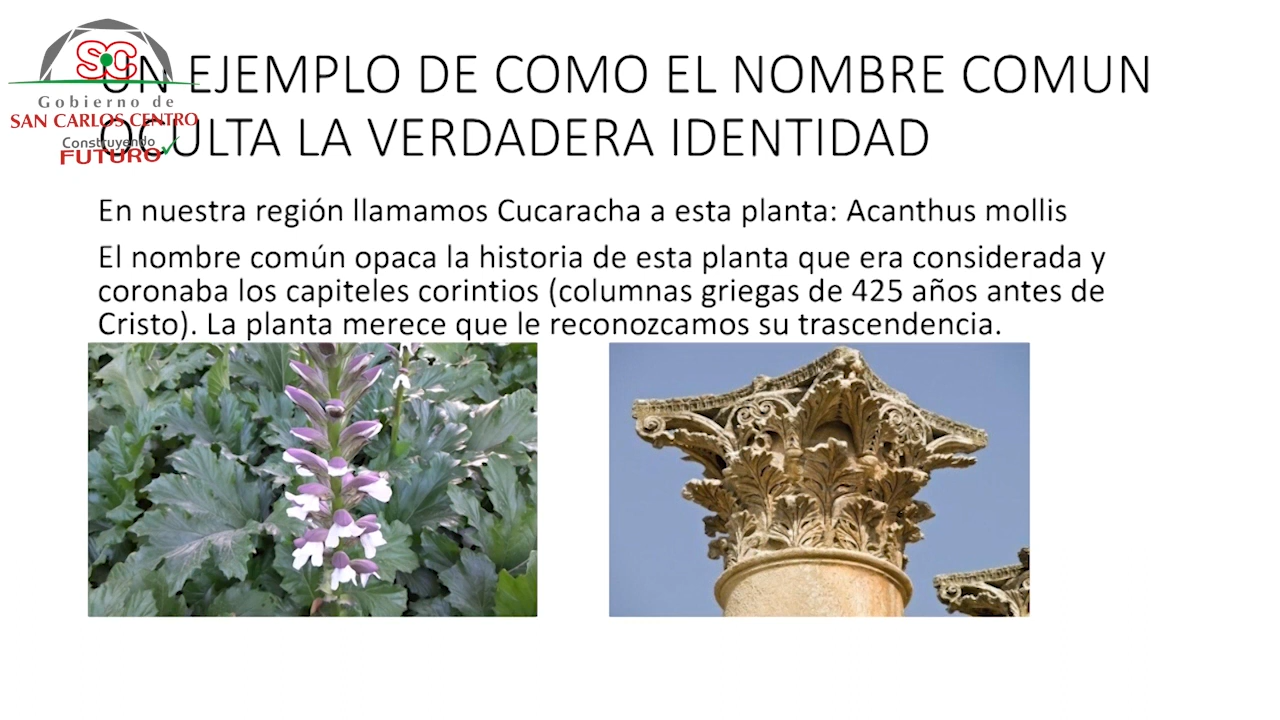 SC
Gobierno de
SAN CARLOS CENTRO
Construyendo
FUTURO
UN EJEMPLO DE COMO EL NOMBRE COMUN
OCULTA LA VERDADERA IDENTIDAD
En nuestra región llamamos Cucaracha a esta planta: Acanthus mollis
El nombre común opaca la historia de esta planta que era considerada y
coronaba los capiteles corintios (columnas griegas de 425 años antes de
Cristo). La planta merece que le reconozcamos su trascendencia.